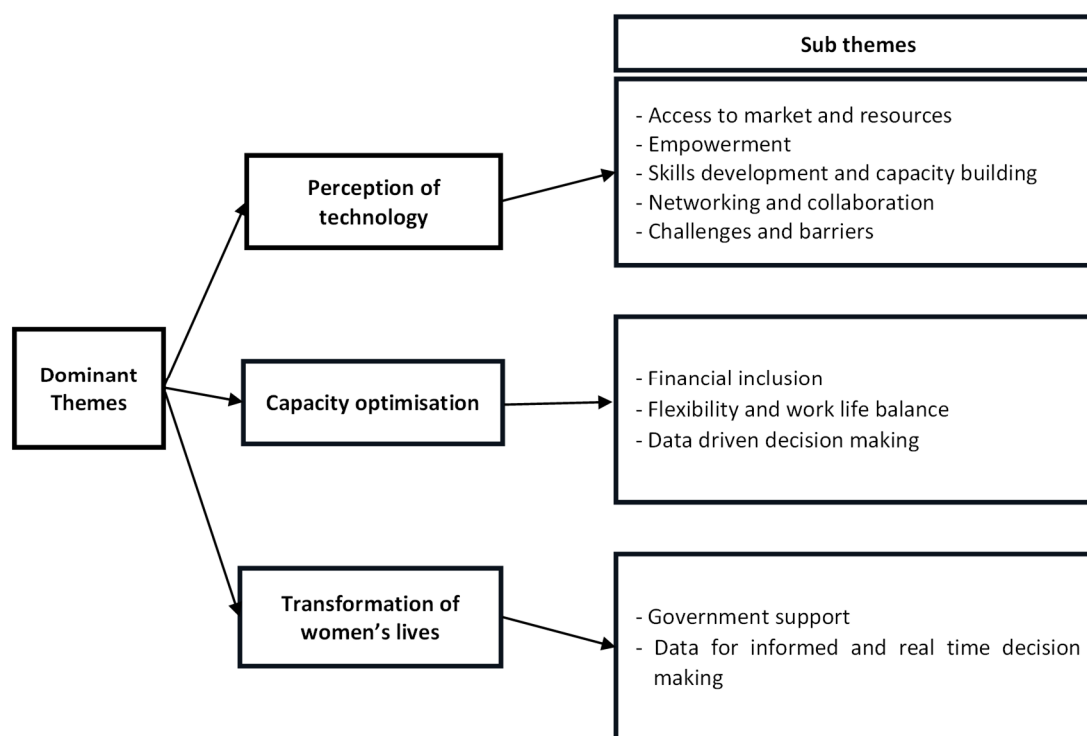 Sub themes
- Access to market and resources
- Empowerment
- Skills development and capacity building
- Networking and collaboration
- Challenges and barriers
Perception of
technology
Dominant
Themes
Capacity optimisation
- Financial inclusion
- Flexibility and work life balance
- Data driven decision making
Transformation of
women’s lives
- Government support
- Data for informed and real time decision
making